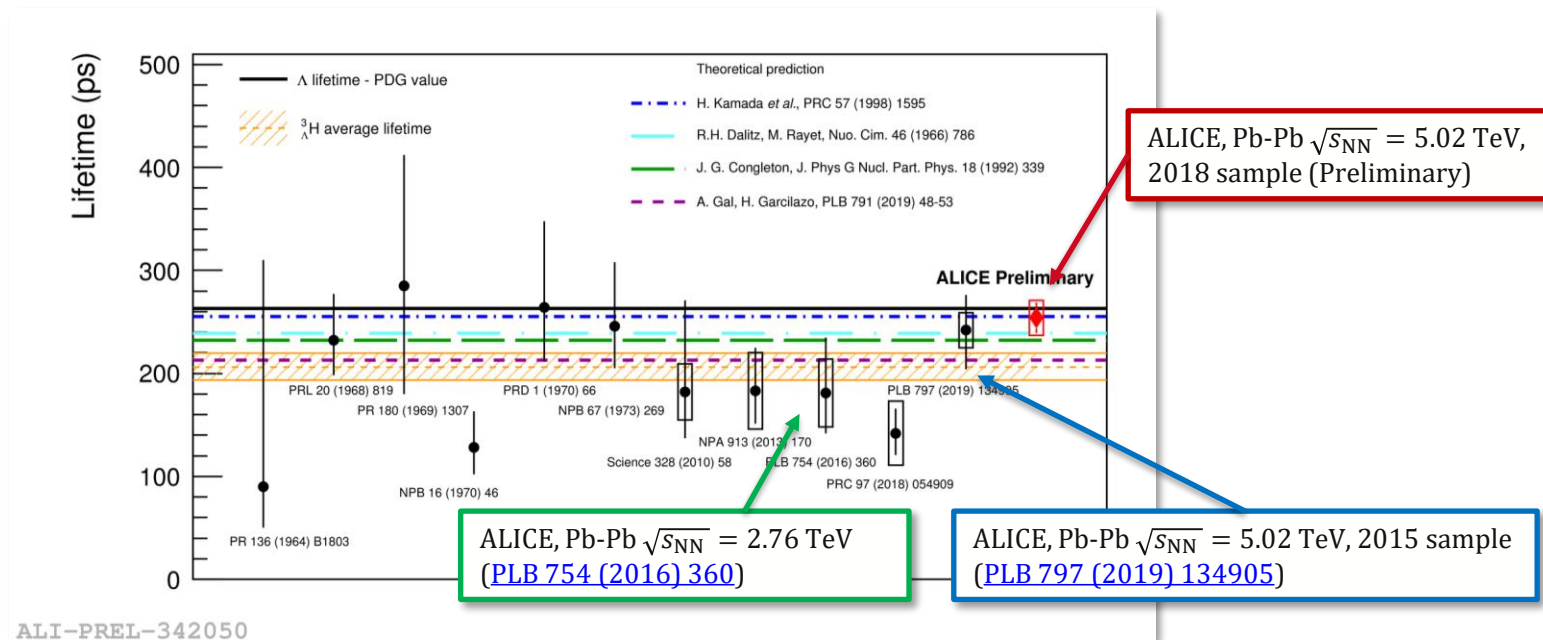 Lifetime (ps)
500
400
300
200
100
0
Λ lifetime - PDG value
³ΛH average lifetime
Theoretical prediction
H. Kamada et al., PRC 57 (1998) 1595
R.H. Dalitz, M. Rayet, Nuo. Cim. 46 (1966) 786
J. G. Congleton, J. Phys G Nucl. Part. Phys. 18 (1992) 339
A. Gal, H. Garcilazo, PLB 791 (2019) 48-53
ALICE, Pb-Pb √sNN = 5.02 TeV,
2018 sample (Preliminary)
ALICE Preliminary
PRL 20 (1968) 819
PRD 1 (1970) 66
PLB 797 (2019) 134905
PR 180 (1969) 1307
NPB 67 (1973) 269
NPA 913 (2013) 170
Science 328 (2010) 58
PLB 754 (2016) 360
PRC 97 (2018) 054909
NPB 16 (1970) 46
PR 136 (1964) B1803
ALICE, Pb-Pb √sNN = 2.76 TeV
(PLB 754 (2016) 360)
ALICE, Pb-Pb √sNN = 5.02 TeV, 2015 sample
(PLB 797 (2019) 134905)
ALI-PREL-342050